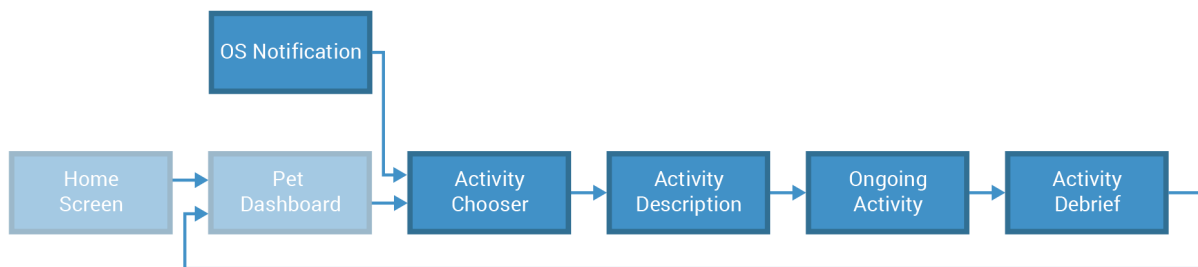 OS Notification
Home
Screen
Pet
Dashboard
Activity
Chooser
Activity
Description
Ongoing
Activity
Activity
Debrief